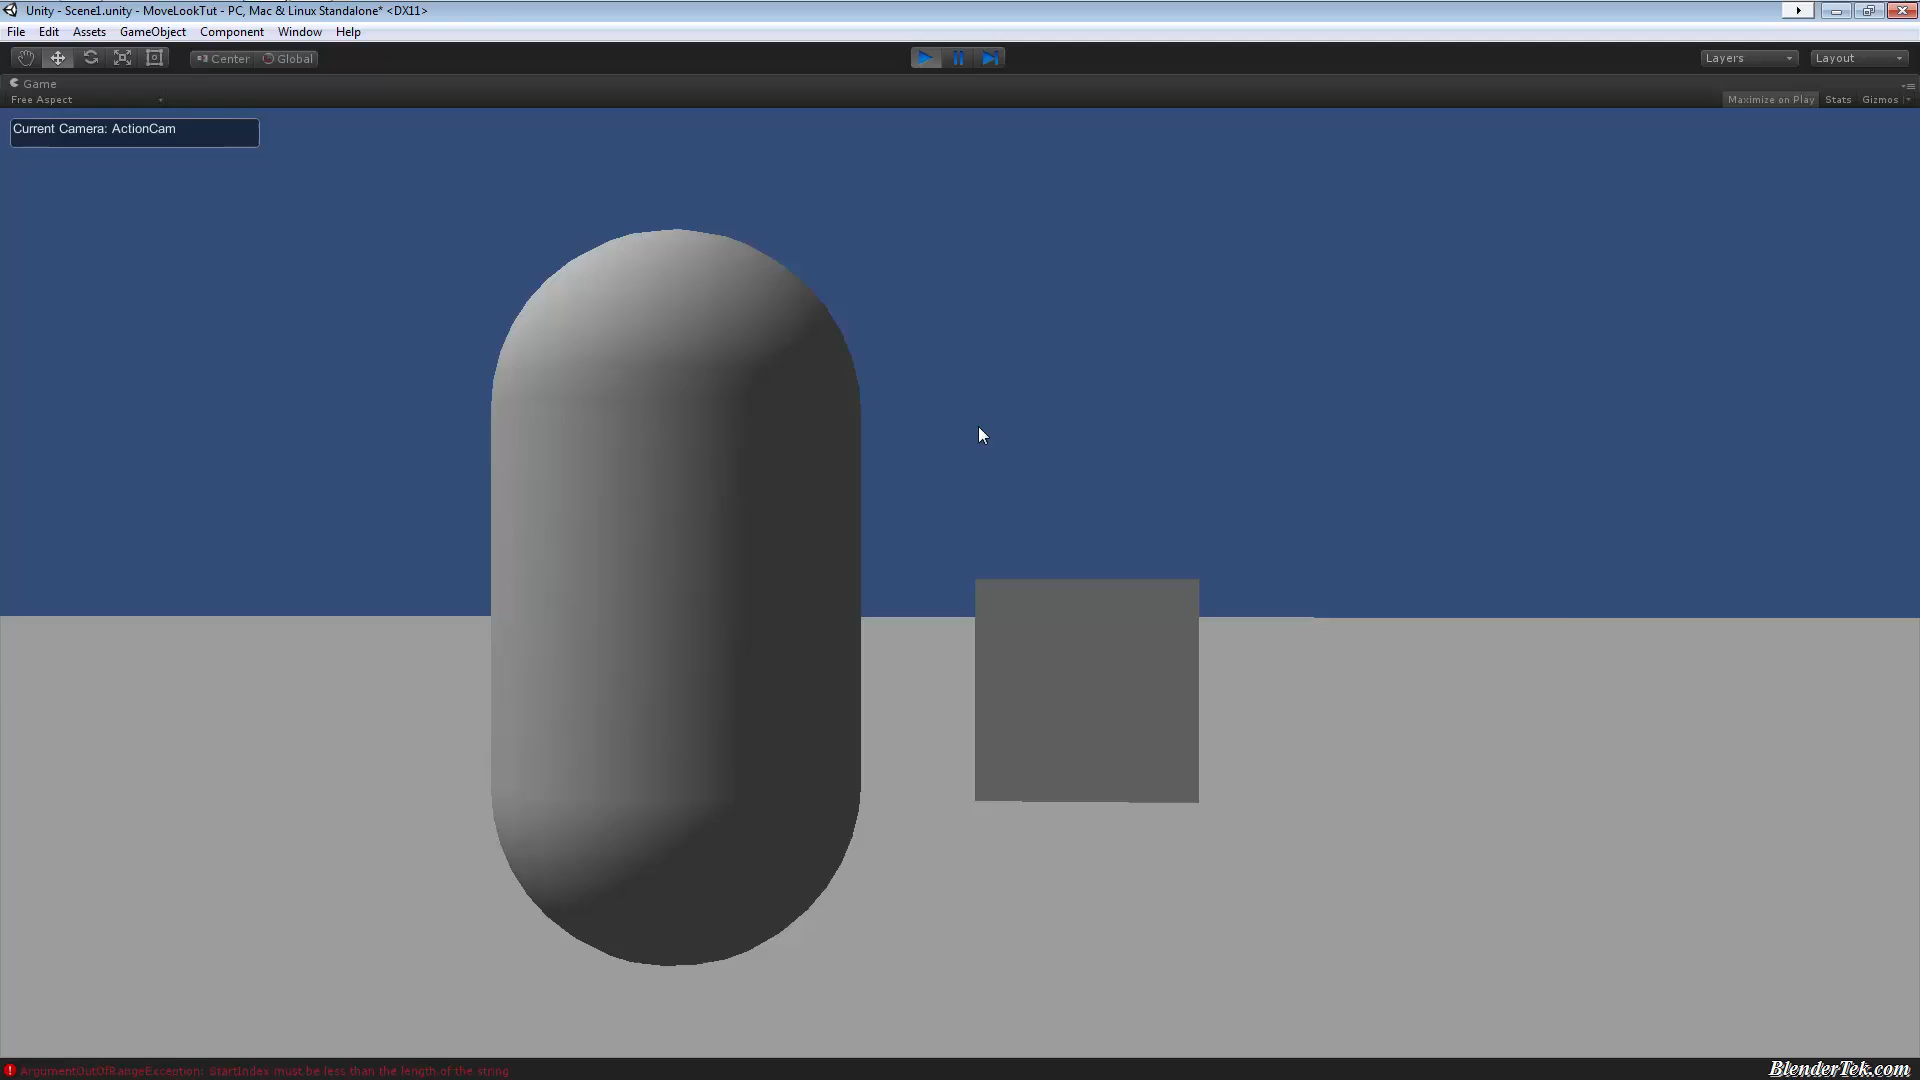 Unity - Scene1.unity - MoveLookTut - PC, Mac & Linux Standalone* <DX11>
File Edit Assets GameObject Component Window Help
Center Global Layers Layout
Game
Free Aspect Maximize on Play Stats Gizmos
Current Camera: ActionCam
ArgumentOutOfRangeException: StartIndex must be less than the length of the string
BlenderTek.com